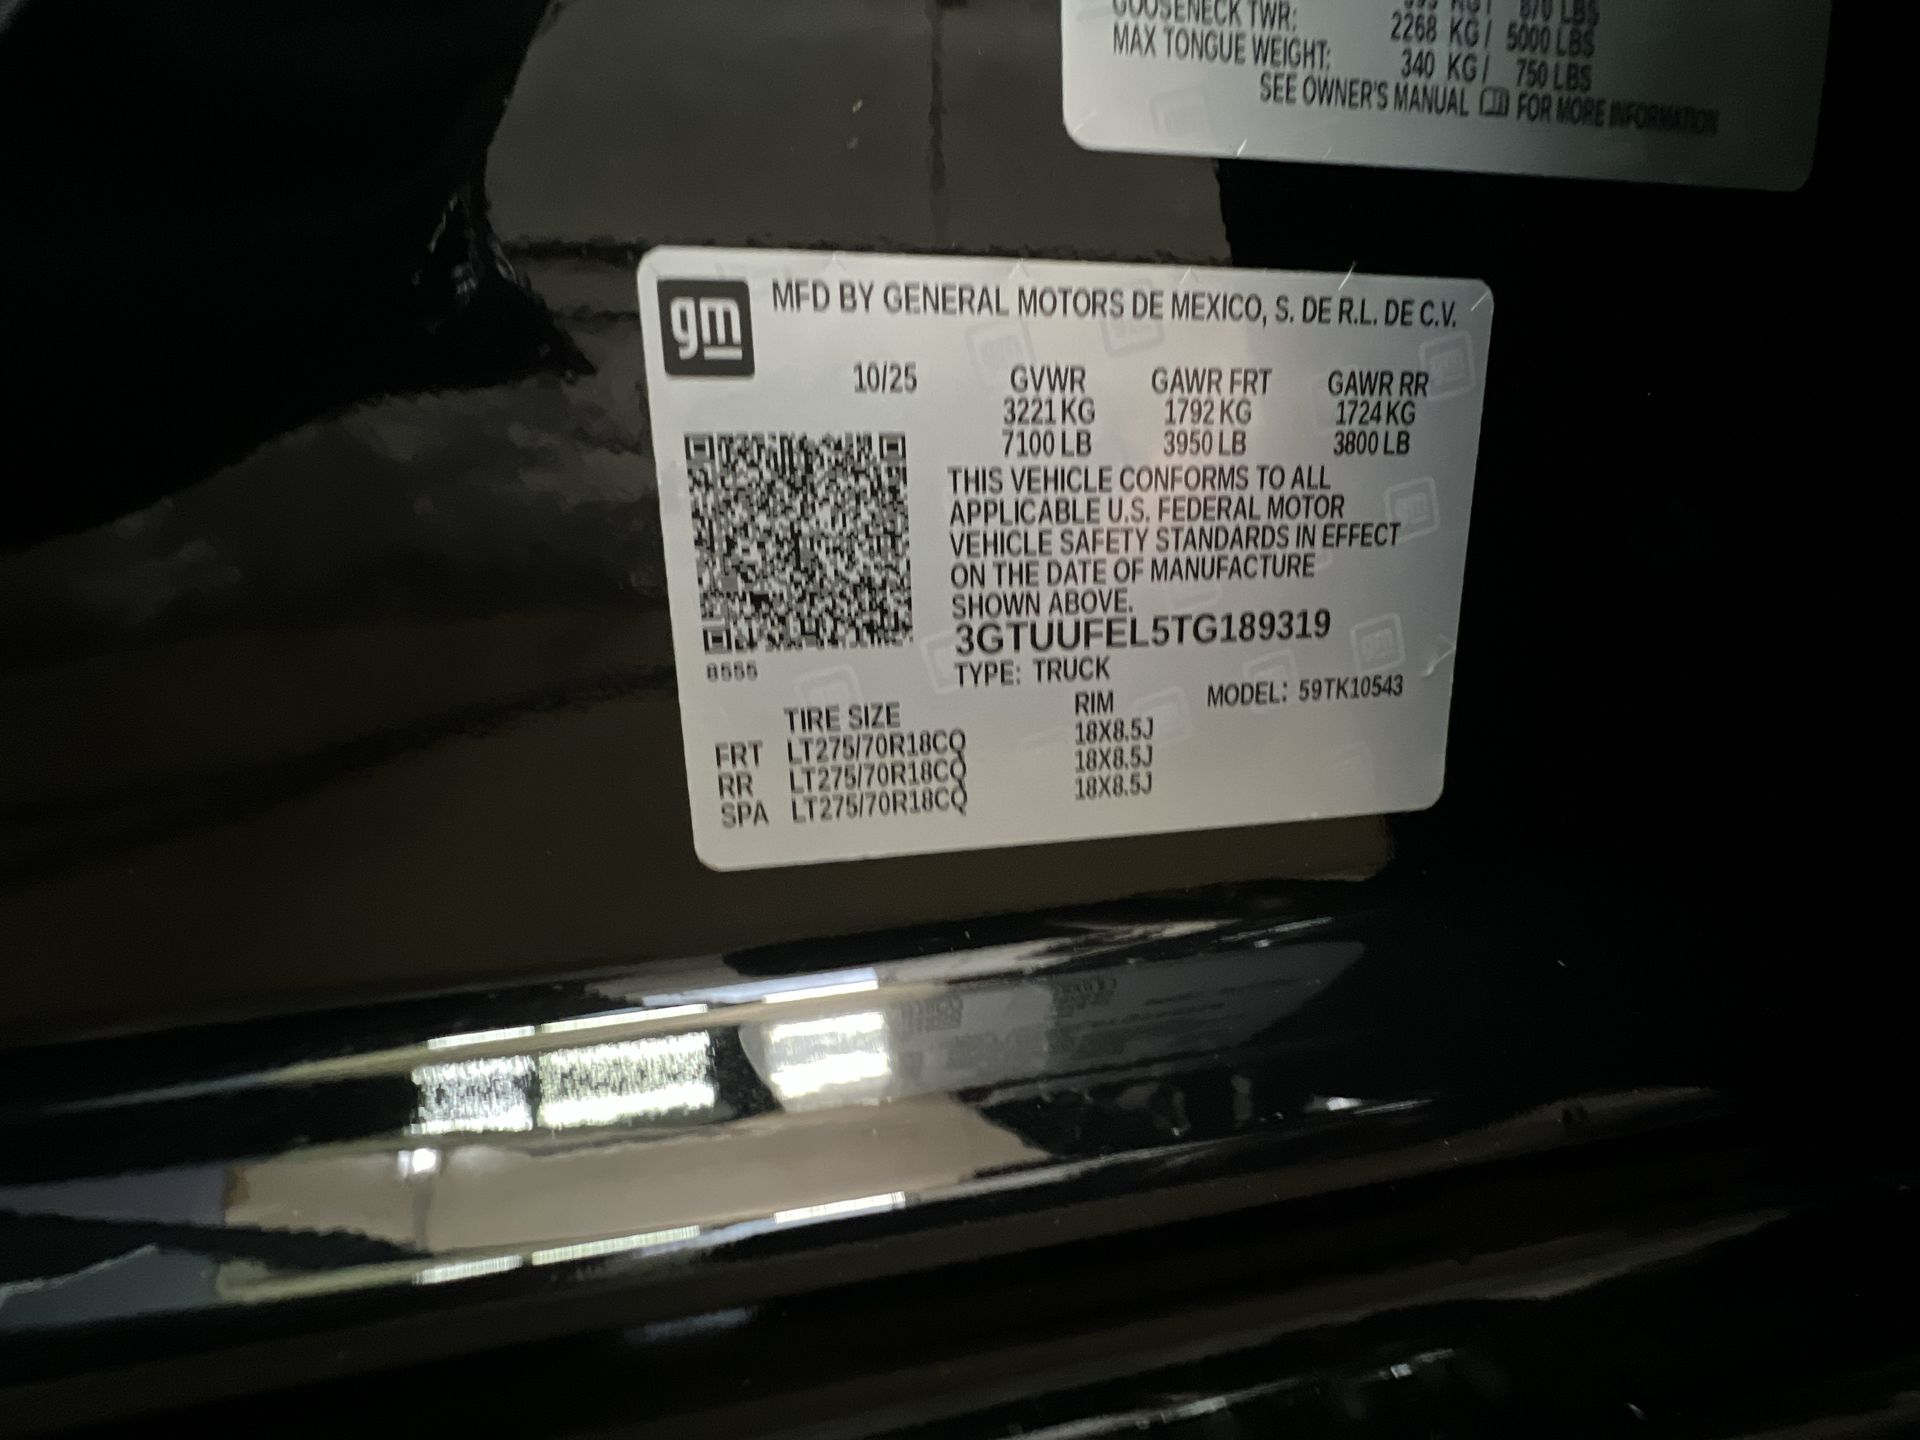 GOOSENECK TWR: 2268 KG / 5000 LBS
MAX TONGUE WEIGHT: 340 KG / 750 LBS
SEE OWNER'S MANUAL FOR MORE INFORMATION
gm
MFD BY GENERAL MOTORS DE MEXICO, S. DE R.L. DE C.V.
10/25 GVWR GAWR FRT GAWR RR
3221 KG 1792 KG 1724 KG
7100 LB 3950 LB 3800 LB
THIS VEHICLE CONFORMS TO ALL
APPLICABLE U.S. FEDERAL MOTOR
VEHICLE SAFETY STANDARDS IN EFFECT
ON THE DATE OF MANUFACTURE
SHOWN ABOVE.
3GTUUFEL5TG189319
8555
TYPE: TRUCK
MODEL: 59TK10543
TIRE SIZE RIM
FRT LT275/70R18CQ 18X8.5J
RR LT275/70R18CQ 18X8.5J
SPA LT275/70R18CQ 18X8.5J